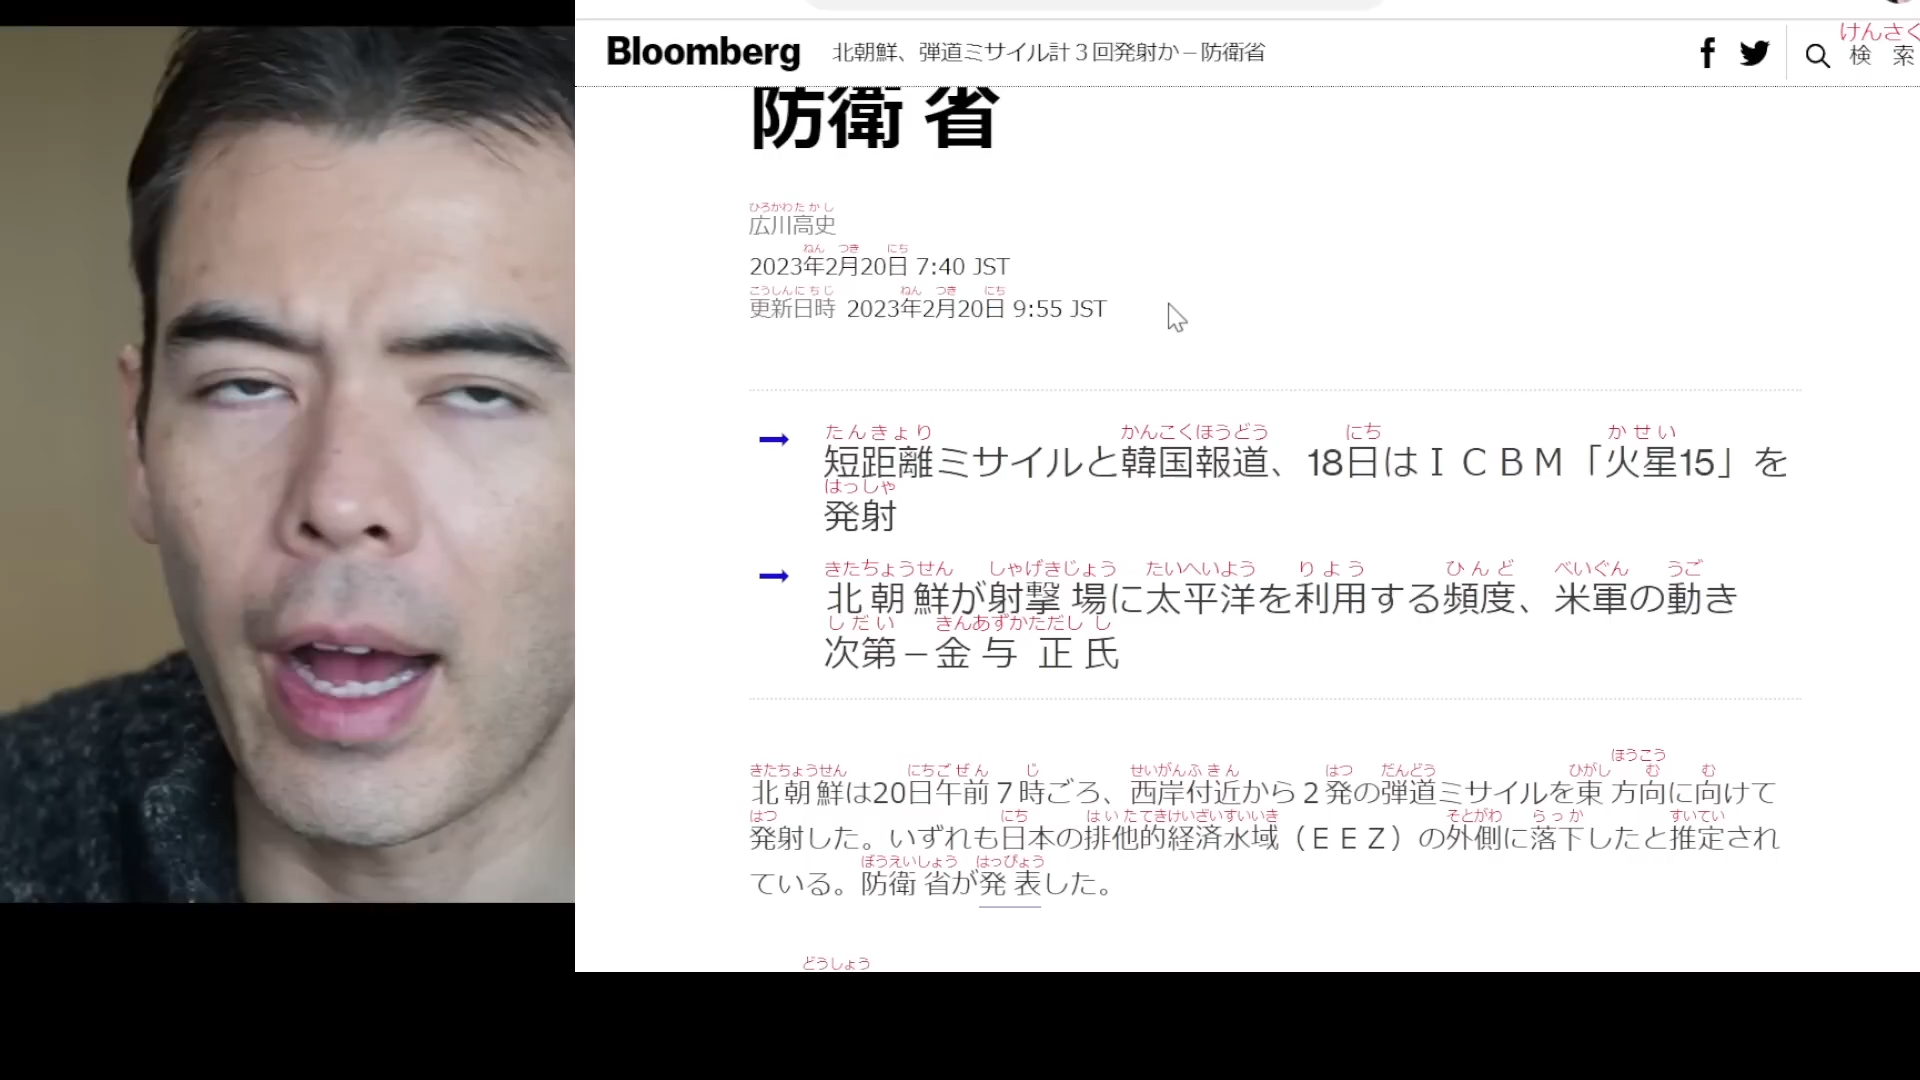 Bloomberg 北朝鮮、弾道ミサイル計３回発射か－防衛省
けんさく
検索
防衛省
ひろかわたかし
広川高史
ねん つき にち
2023年2月20日 7:40 JST
こうしんにちじ ねん つき にち
更新日時 2023年2月20日 9:55 JST
たんきょり かんこくほうどう にち かせい
短距離ミサイルと韓国報道、18日はＩＣＢＭ「火星15」を
はっしゃ
発射
きたちょうせん しゃげきじょう たいへいよう りよう ひんど べいぐん うご
北朝鮮が射撃場に太平洋を利用する頻度、米軍の動き
しだい きんあずかただし し
次第－金与正氏
きたちょうせん にちごぜん じ せいがんふきん はつ だんどう ひがし ほうこう む む
北朝鮮は20日午前７時ごろ、西岸付近から２発の弾道ミサイルを東方向に向けて
はつ にち はいたてきけいざいすいいき そとがわ らっか すいてい
発射した。いずれも日本の排他的経済水域（ＥＥＺ）の外側に落下したと推定され
ぼうえいしょう はっぴょう
ている。防衛省が発表した。
どうしょう